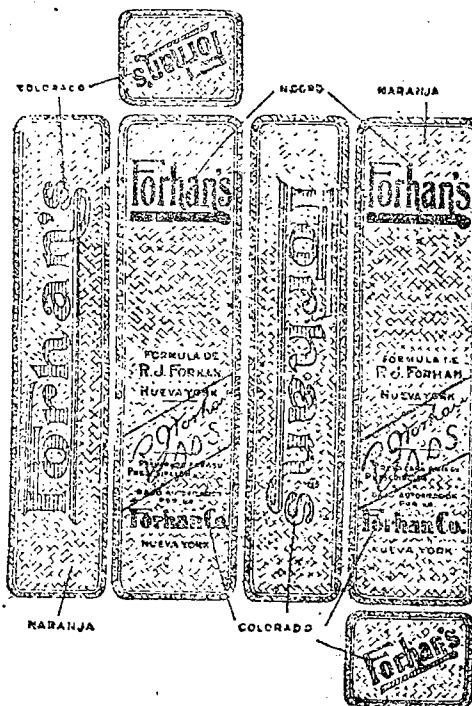 Forhan's
COLORADO
NEGRO
NARANJA
Forhan's
Forhan's
FORMULA DE
R. J. FORHAN
NUEVA YORK
Forhan Co.
NUEVA YORK
Forhan's
Forhan's
FORMULA DE
R. J. FORHAN
NUEVA YORK
AUTORIZADOR
Forhan Co.
NUEVA YORK
NARANJA
COLORADO
Forhan's